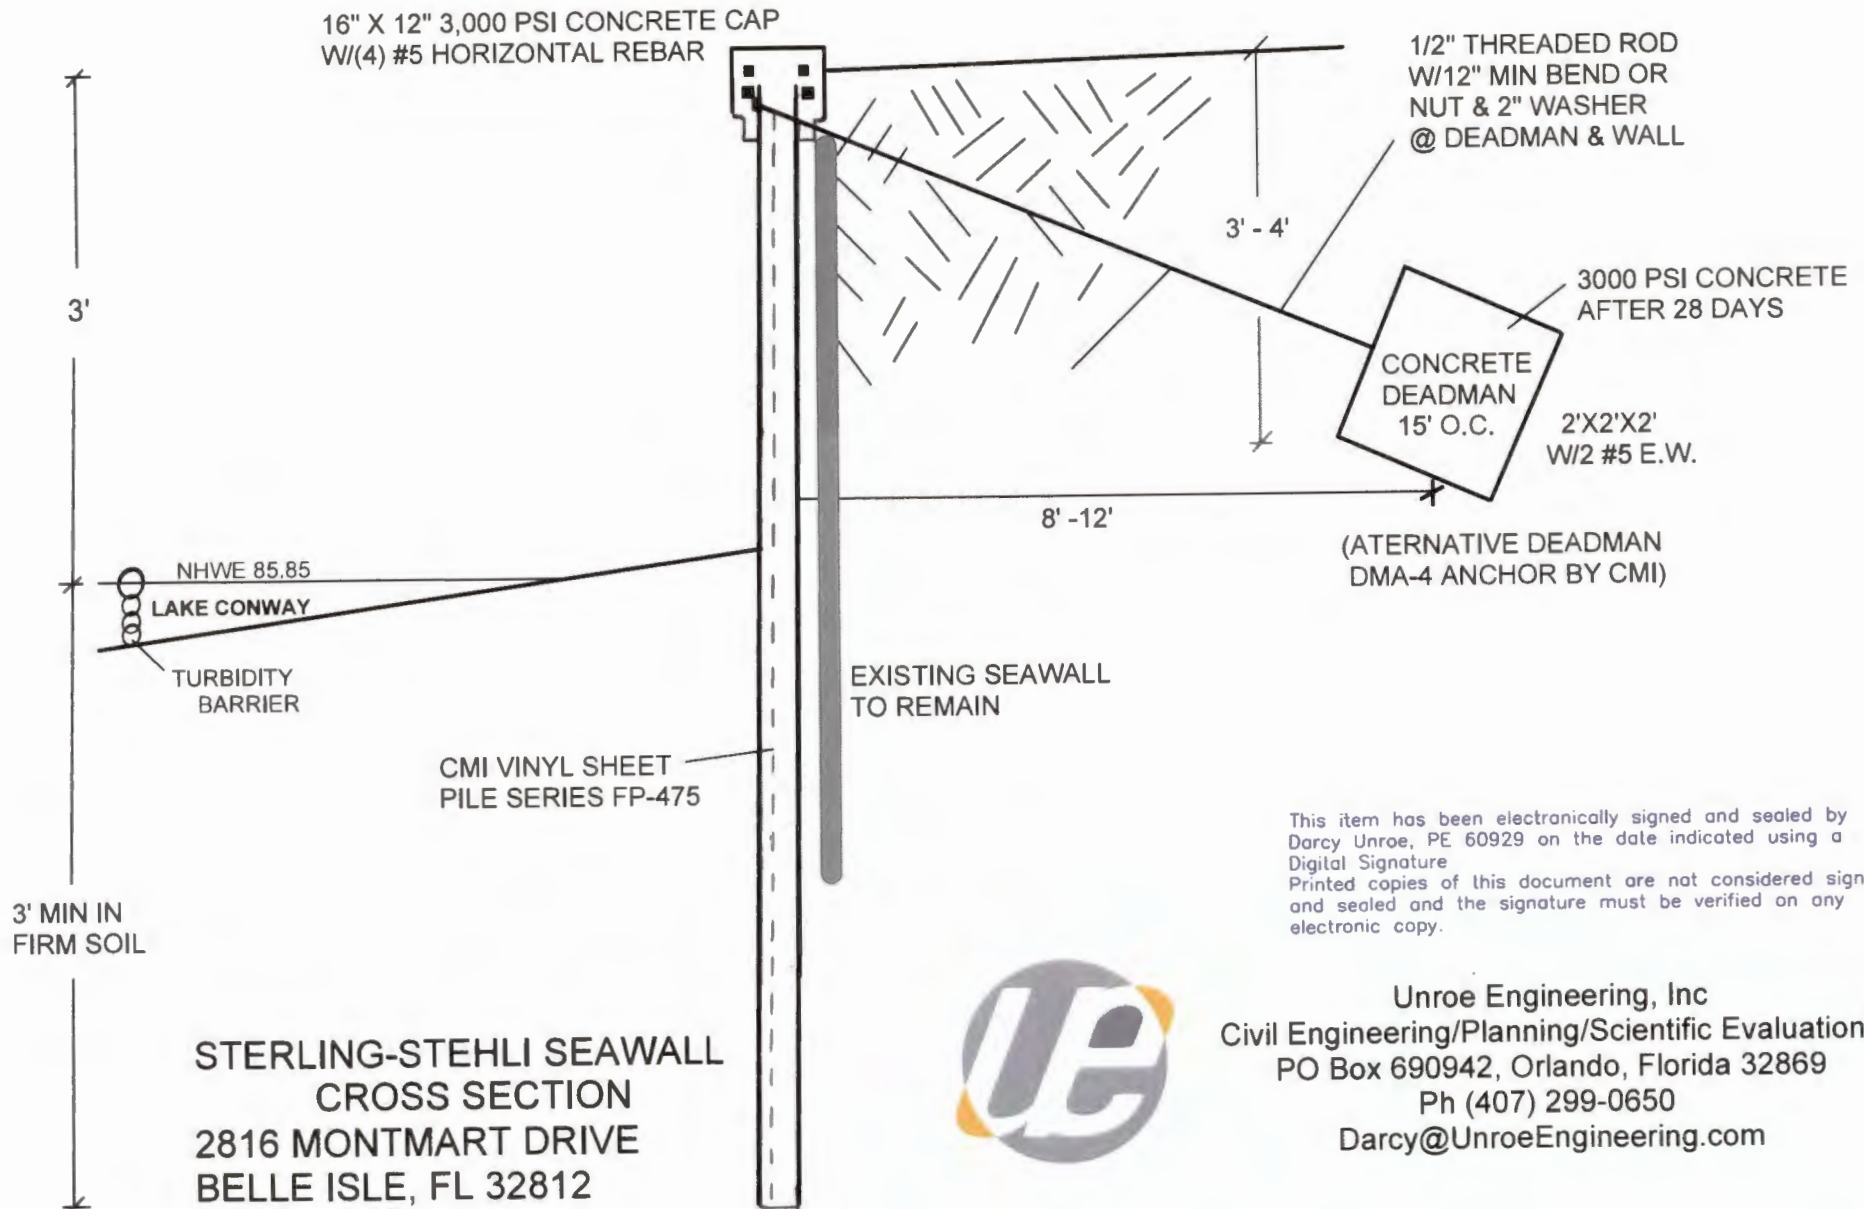 16" X 12" 3,000 PSI CONCRETE CAP
W/(4) #5 HORIZONTAL REBAR
1/2" THREADED ROD
W/12" MIN BEND OR
NUT & 2" WASHER
@ DEADMAN & WALL
3' - 4'
3'
3000 PSI CONCRETE
AFTER 28 DAYS
CONCRETE
DEADMAN
15' O.C.
2'X2'X2'
W/2 #5 E.W.
8' -12'
(ATERNATIVE DEADMAN
DMA-4 ANCHOR BY CMI)
NHWE 85.85
LAKE CONWAY
TURBIDITY
BARRIER
EXISTING SEAWALL
TO REMAIN
CMI VINYL SHEET
PILE SERIES FP-475
3' MIN IN
FIRM SOIL
This item has been electronically signed and sealed by
Darcy Unroe, PE 60929 on the date indicated using a
Digital Signature
Printed copies of this document are not considered sign
and sealed and the signature must be verified on any
electronic copy.
STERLING-STEHLI SEAWALL
CROSS SECTION
2816 MONTMART DRIVE
BELLE ISLE, FL 32812
UE
Unroe Engineering, Inc
Civil Engineering/Planning/Scientific Evaluation
PO Box 690942, Orlando, Florida 32869
Ph (407) 299-0650
Darcy@UnroeEngineering.com